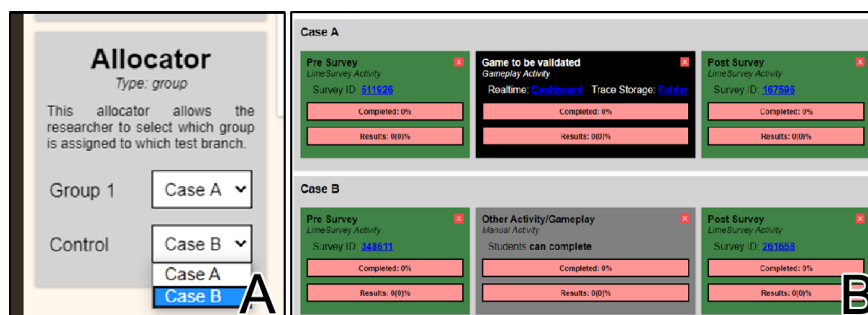 Allocator
Type: group
This allocator allows the
researcher to select which group
is assigned to which test branch.
Group 1 Case A
Control Case B
Case A
Case B
A
Case A
Pre Survey X
LimeSurvey Activity
Survey ID: 511926
Completed: 0%
Results: 0(0)%
Game to be validated X
Gameplay Activity
Realtime: Dashboard - Trace Storage: Folder
Completed: 0%
Results: 0(0)%
Post Survey X
LimeSurvey Activity
Survey ID: 167595
Completed: 0%
Results: 0(0)%
Case B
Pre Survey X
LimeSurvey Activity
Survey ID: 348611
Completed: 0%
Results: 0(0)%
Other Activity/Gameplay X
Manual Activity
Students can complete
Completed: 0%
Results: 0(0)%
Post Survey X
LimeSurvey Activity
Survey ID: 261658
Completed: 0%
Results: 0(0)%
B